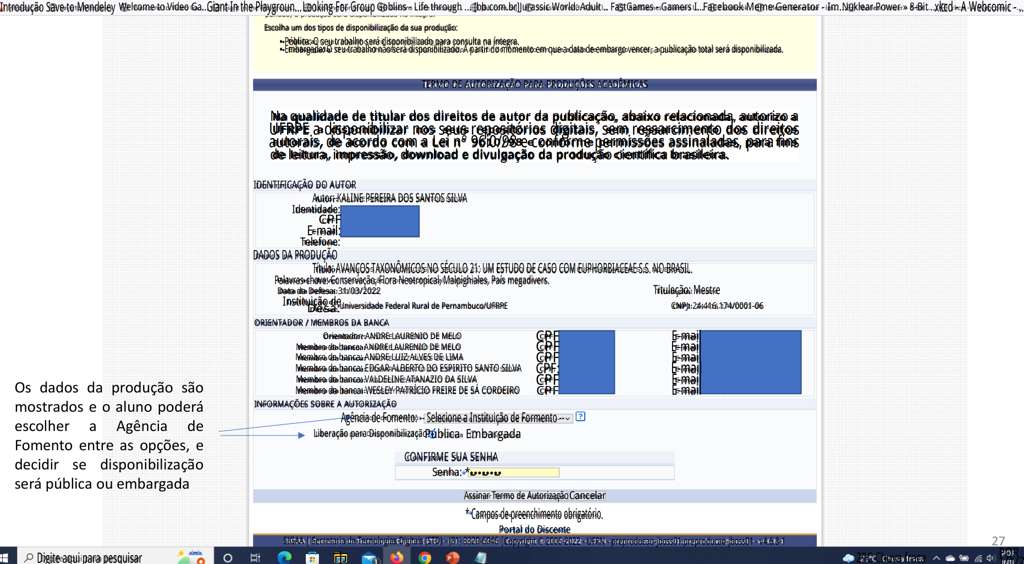 Introdução Save to Mendeley Welcome to Video Ga... Giant In the Playgroun... Looking For Group Goblins - Life through ... Jurassic World: Adult ... FastGames - Gamers I... Facebook Meme Generator - Im... Nuklear Power » 8-Bit ... xkcd - A Webcomic - ...
Escolha um dos tipos de disponibilização da sua produção:
Pública: O seu trabalho será disponibilizado para consulta na íntegra.
Embargada: O seu trabalho não será disponibilizado. A partir do momento em que a data de embargo vencer, a publicação total será disponibilizada.
TERMO DE AUTORIZAÇÃO PARA PRODUÇÕES ACADÊMICAS
Na qualidade de titular dos direitos de autor da publicação, abaixo relacionada, autorizo a
UFRPE a disponibilizar nos seus repositórios digitais, sem ressarcimento dos direitos
autorais, de acordo com a Lei nº 9610/98 e conforme permissões assinaladas, para fins
de leitura, impressão, download e divulgação da produção científica brasileira.
IDENTIFICAÇÃO DO AUTOR
Autor: KALINE PEREIRA DOS SANTOS SILVA
Identidade:
CPF
E-mail:
Telefone:
DADOS DA PRODUÇÃO
Título: AVANÇOS TAXONÔMICOS NO SÉCULO 21: UM ESTUDO DE CASO COM EUPHORBIACEAE S.S. NO BRASIL.
Palavras-chave: Conservação, Flora Neotropical, Malpighiales, País megadivers.
Data da Defesa: 31/03/2022 Titulação: Mestre
Instituição de
Defesa: Universidade Federal Rural de Pernambuco/UFRPE CNPJ: 24.416.174/0001-06
ORIENTADOR / MEMBROS DA BANCA
Orientador: ANDRE LAURENIO DE MELO CPF E-mail
Membro da banca: ANDRE LAURENIO DE MELO CPF E-mail
Membro da banca: ANDRE LUIZ ALVES DE LIMA CPF E-mail
Membro da banca: EDGAR ALBERTO DO ESPIRITO SANTO SILVA CPF E-mail
Membro da banca: VALDELINE ATANAZIO DA SILVA CPF E-mail
Membro da banca: WESLEY PATRÍCIO FREIRE DE SÁ CORDEIRO CPF E-mail
INFORMAÇÕES SOBRE A AUTORIZAÇÃO
Agência de Fomento: -- Selecione a Instituição de Fomento -- ?
Liberação para Disponibilização: Pública Embargada
CONFIRME SUA SENHA
Senha:*
Assinar Termo de Autorização Cancelar
* Campos de preenchimento obrigatório.
Portal do Discente
Os dados da produção são
mostrados e o aluno poderá
escolher a Agência de
Fomento entre as opções, e
decidir se disponibilização
será pública ou embargada
27
Digite aqui para pesquisar